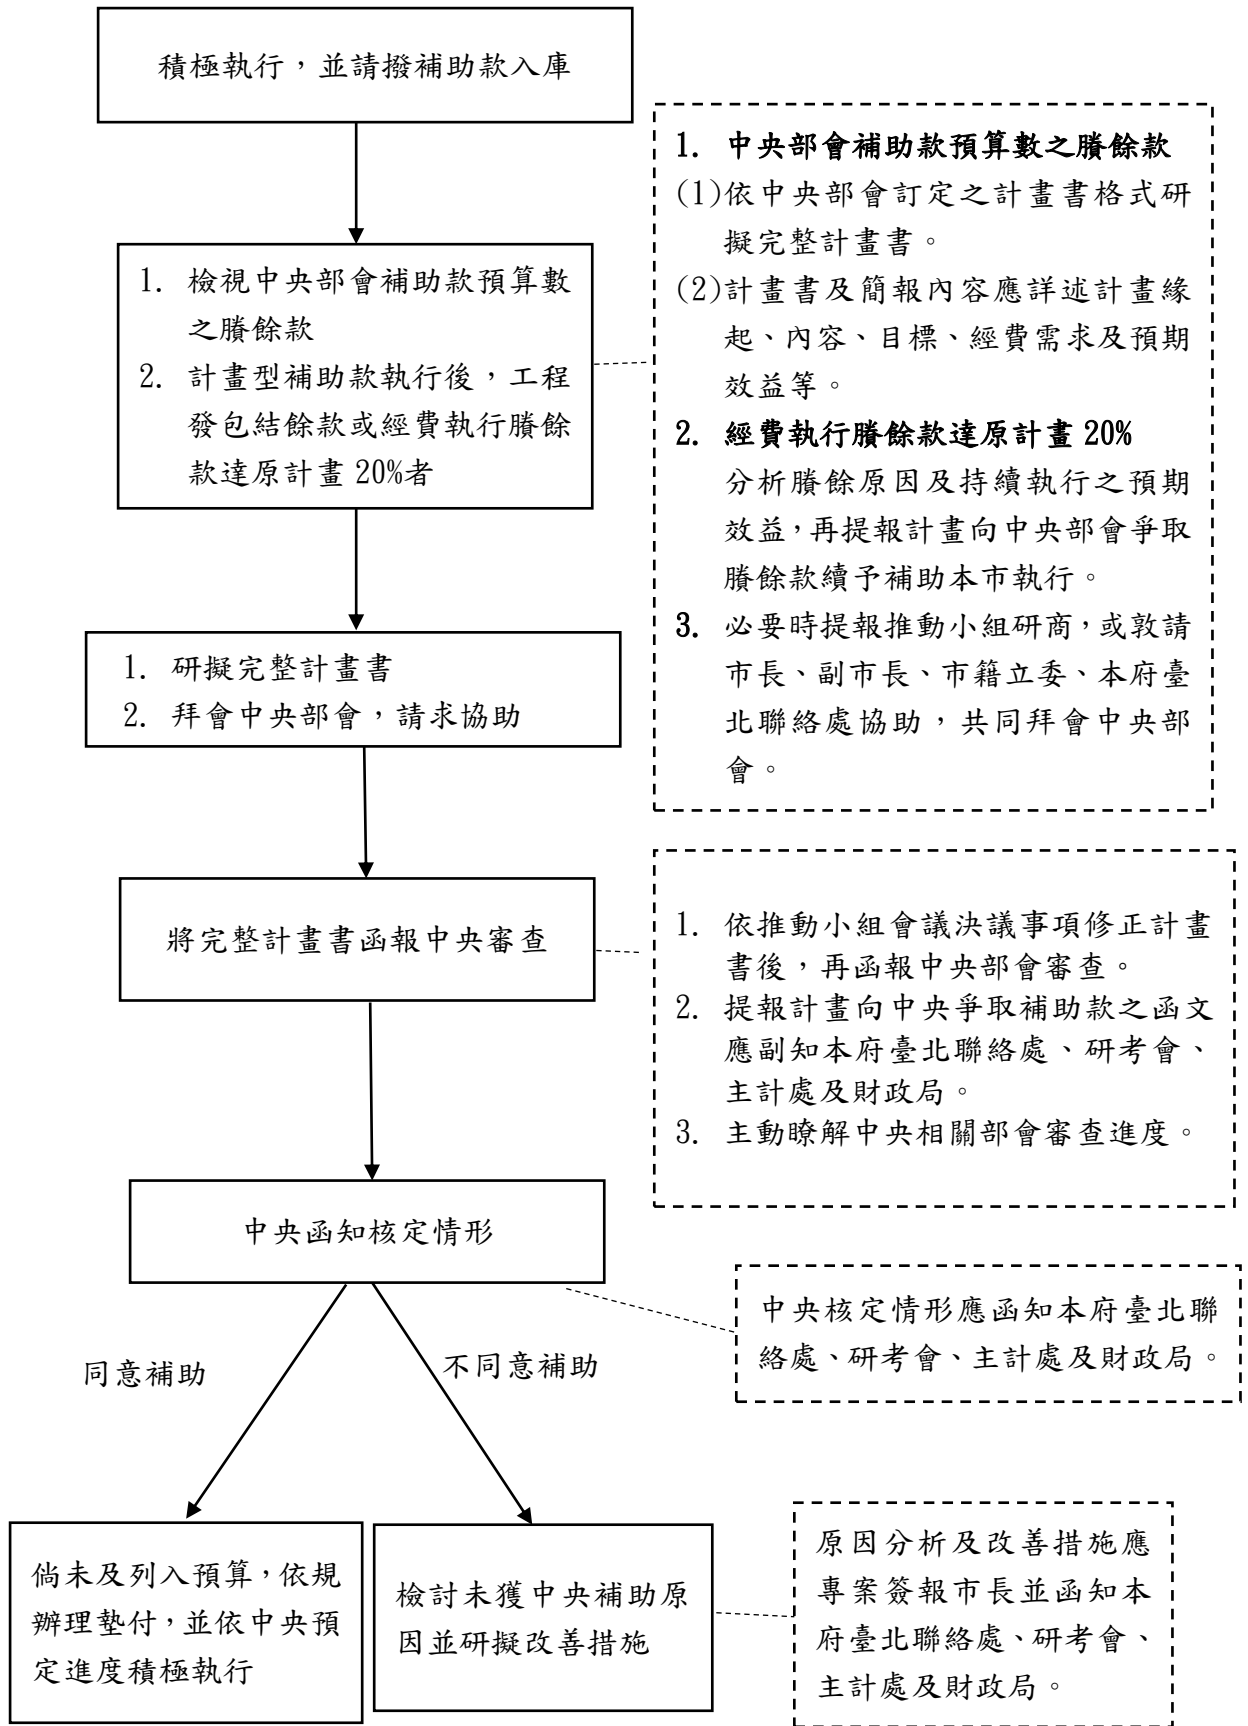 積極執行，並請撥補助款入庫
1. 檢視中央部會補助款預算數
之賸餘款
2. 計畫型補助款執行後，工程
發包結餘款或經費執行賸餘
款達原計畫 20%者
1. 中央部會補助款預算數之賸餘款
(1)依中央部會訂定之計畫書格式研
擬完整計畫書。
(2)計畫書及簡報內容應詳述計畫緣
起、內容、目標、經費需求及預期
效益等。
2. 經費執行賸餘款達原計畫 20%
分析賸餘原因及持續執行之預期
效益，再提報計畫向中央部會爭取
賸餘款續予補助本市執行。
3. 必要時提報推動小組研商，或敦請
市長、副市長、市籍立委、本府臺
北聯絡處協助，共同拜會中央部
會。
1. 研擬完整計畫書
2. 拜會中央部會，請求協助
將完整計畫書函報中央審查
1. 依推動小組會議決議事項修正計畫
書後，再函報中央部會審查。
2. 提報計畫向中央爭取補助款之函文
應副知本府臺北聯絡處、研考會、
主計處及財政局。
3. 主動瞭解中央相關部會審查進度。
中央函知核定情形
中央核定情形應函知本府臺北聯
絡處、研考會、主計處及財政局。
同意補助
不同意補助
倘未及列入預算，依規
辦理墊付，並依中央預
定進度積極執行
檢討未獲中央補助原
因並研擬改善措施
原因分析及改善措施應
專案簽報市長並函知本
府臺北聯絡處、研考會、
主計處及財政局。